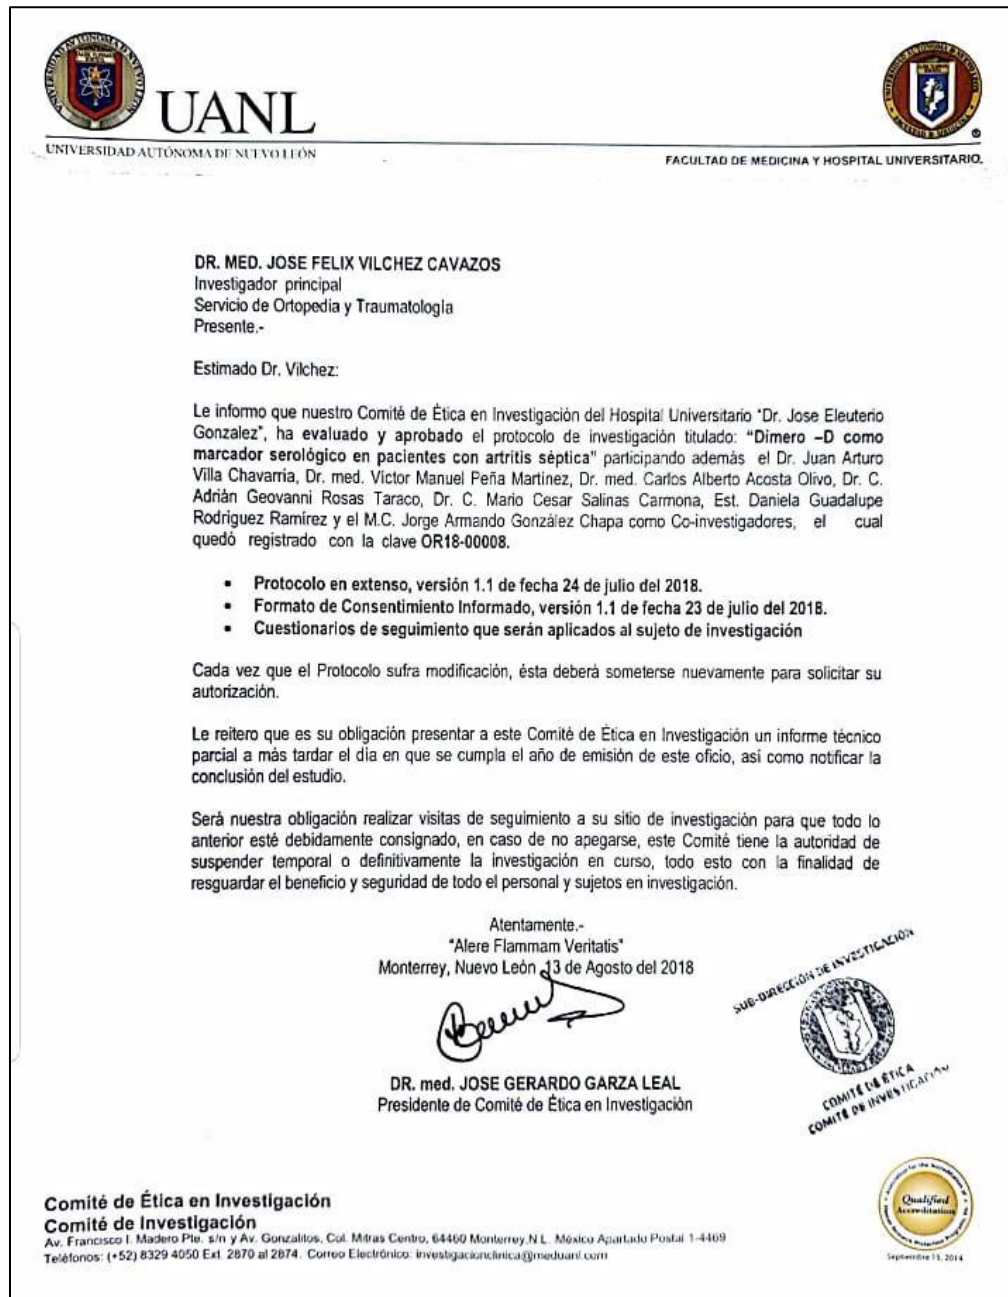 UANL
UNIVERSIDAD AUTÓNOMA DE NUEVO LEÓN
FACULTAD DE MEDICINA Y HOSPITAL UNIVERSITARIO.
DR. MED. JOSE FELIX VILCHEZ CAVAZOS
Investigador principal
Servicio de Ortopedia y Traumatología
Presente.-
Estimado Dr. Vilchez:
Le informo que nuestro Comité de Ética en Investigación del Hospital Universitario "Dr. Jose Eleuterio
Gonzalez", ha evaluado y aprobado el protocolo de investigación titulado: "Dimero –D como
marcador serológico en pacientes con artritis séptica" participando además el Dr. Juan Arturo
Villa Chavarria, Dr. med. Víctor Manuel Peña Martinez, Dr. med. Carlos Alberto Acosta Olivo, Dr. C.
Adrián Geovanni Rosas Taraco, Dr. C. Mario Cesar Salinas Carmona, Est. Daniela Guadalupe
Rodriguez Ramírez y el M.C. Jorge Armando González Chapa como Co-investigadores, el cual
quedó registrado con la clave OR18-00008.
▪ Protocolo en extenso, versión 1.1 de fecha 24 de julio del 2018.
▪ Formato de Consentimiento Informado, versión 1.1 de fecha 23 de julio del 2018.
▪ Cuestionarios de seguimiento que serán aplicados al sujeto de investigación
Cada vez que el Protocolo sufra modificación, ésta deberá someterse nuevamente para solicitar su
autorización.
Le reitero que es su obligación presentar a este Comité de Ética en Investigación un informe técnico
parcial a más tardar el día en que se cumpla el año de emisión de este oficio, asi como notificar la
conclusión del estudio.
Será nuestra obligación realizar visitas de seguimiento a su sitio de investigación para que todo lo
anterior esté debidamente consignado, en caso de no apegarse, este Comité tiene la autoridad de
suspender temporal o definitivamente la investigación en curso, todo esto con la finalidad de
resguardar el beneficio y seguridad de todo el personal y sujetos en investigación.
Atentamente.-
"Alere Flammam Veritatis"
Monterrey, Nuevo León 13 de Agosto del 2018
SUB-DIRECCIÓN DE INVESTIGACIÓN
COMITÉ DE ÉTICA
COMITÉ DE INVESTIGACIÓN
DR. med. JOSE GERARDO GARZA LEAL
Presidente de Comité de Ética en Investigación
Qualified
Accreditation
Septiembre 15, 2014
Comité de Ética en Investigación
Comité de Investigación
Av. Francisco I. Madero Pte. s/n y Av. Gonzalitos, Col. Mitras Centro, 64460 Monterrey, N.L. México Apartado Postal 1-4469
Teléfonos: (+52) 8329 4050 Ext. 2870 al 2874. Correo Electrónico: investigacionclinica@meduanl.com